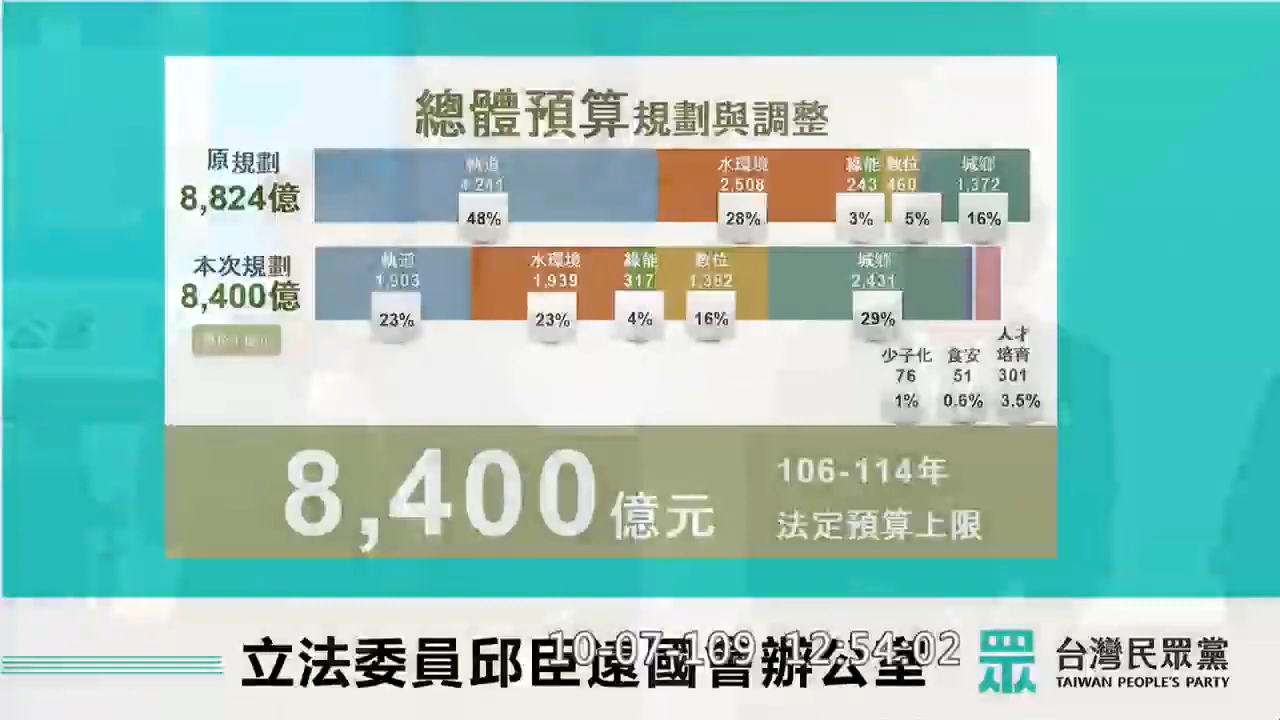 總體預算規劃與調整
原規劃
8,824億
軌道 水環境 綠能 數位 城鄉
4,241 2,508 243 460 1,372
48% 28% 3% 5% 16%
本次規劃
8,400億
軌道 水環境 綠能 數位 城鄉
1,903 1,939 317 1,382 2,431
23% 23% 4% 16% 29%
少子化 食安 人才培育
76 51 301
1% 0.6% 3.5%
8,400億元
106-114年
法定預算上限
立法委員邱臣遠國會辦公室
10-07-109 12:54:02
眾
台灣民眾黨
TAIWAN PEOPLE'S PARTY